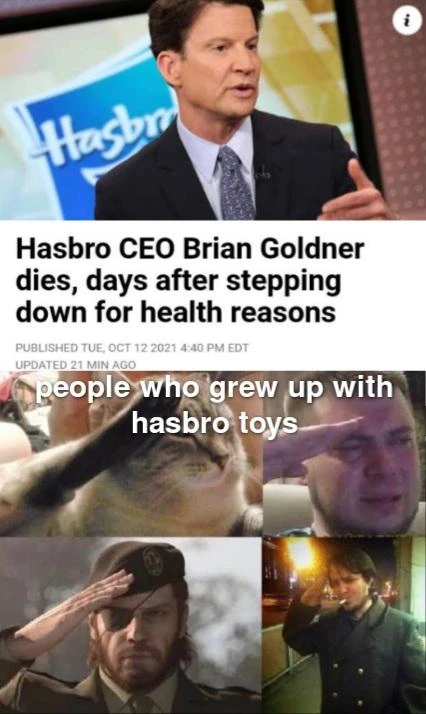 Hasbro
Hasbro CEO Brian Goldner
dies, days after stepping
down for health reasons
PUBLISHED TUE, OCT 12 2021 4:40 PM EDT
UPDATED 21 MIN AGO
people who grew up with
hasbro toys